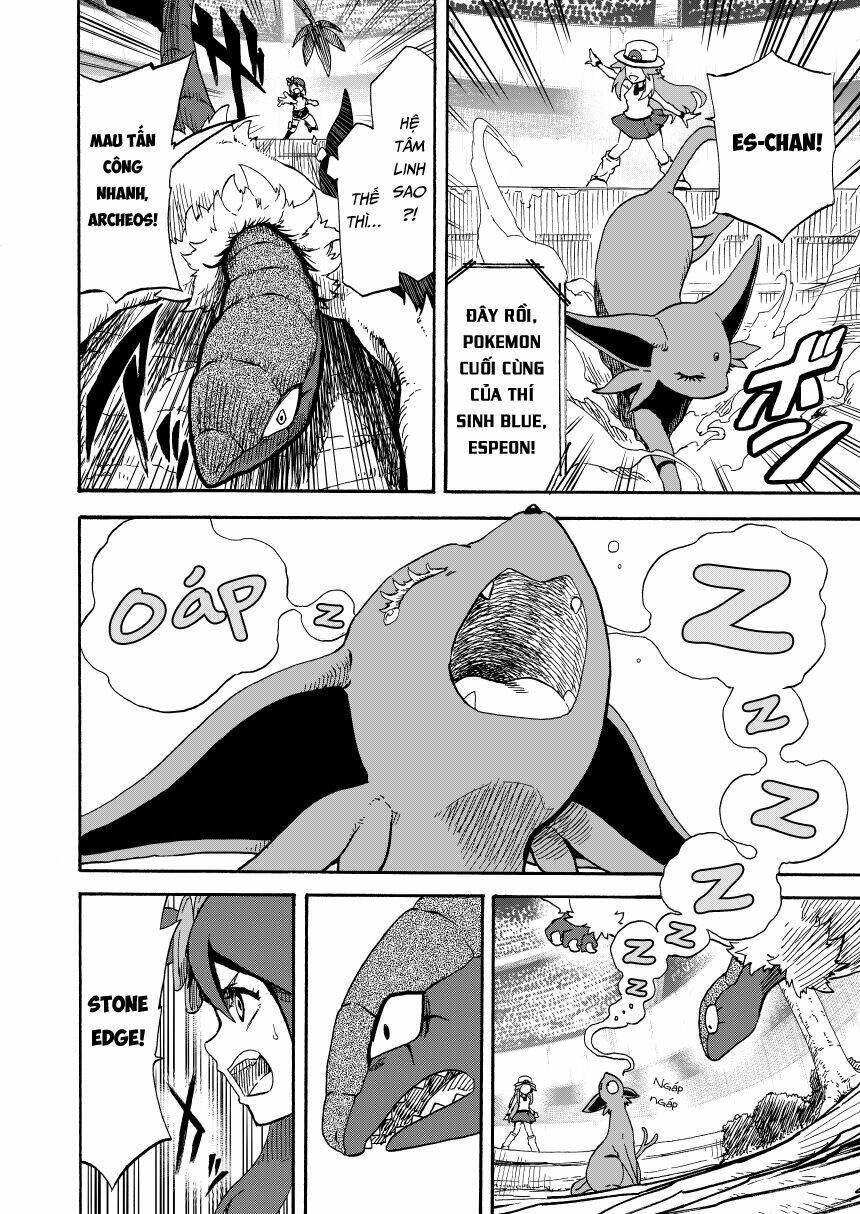 ES-CHAN!
ĐÂY RỒI,
POKEMON
CUỐI CÙNG
CỦA THÍ
SINH BLUE,
ESPEON!
ボンッ
HỆ
TÂM
LINH
SAO
?!
THẾ
THÌ...
MAU TẤN
CÔNG
NHANH,
ARCHEOS!
Z
Z
Z
Z
Z
Z
Z
OÁP
Z
NGÁP
NGÁP
STONE
EDGE!